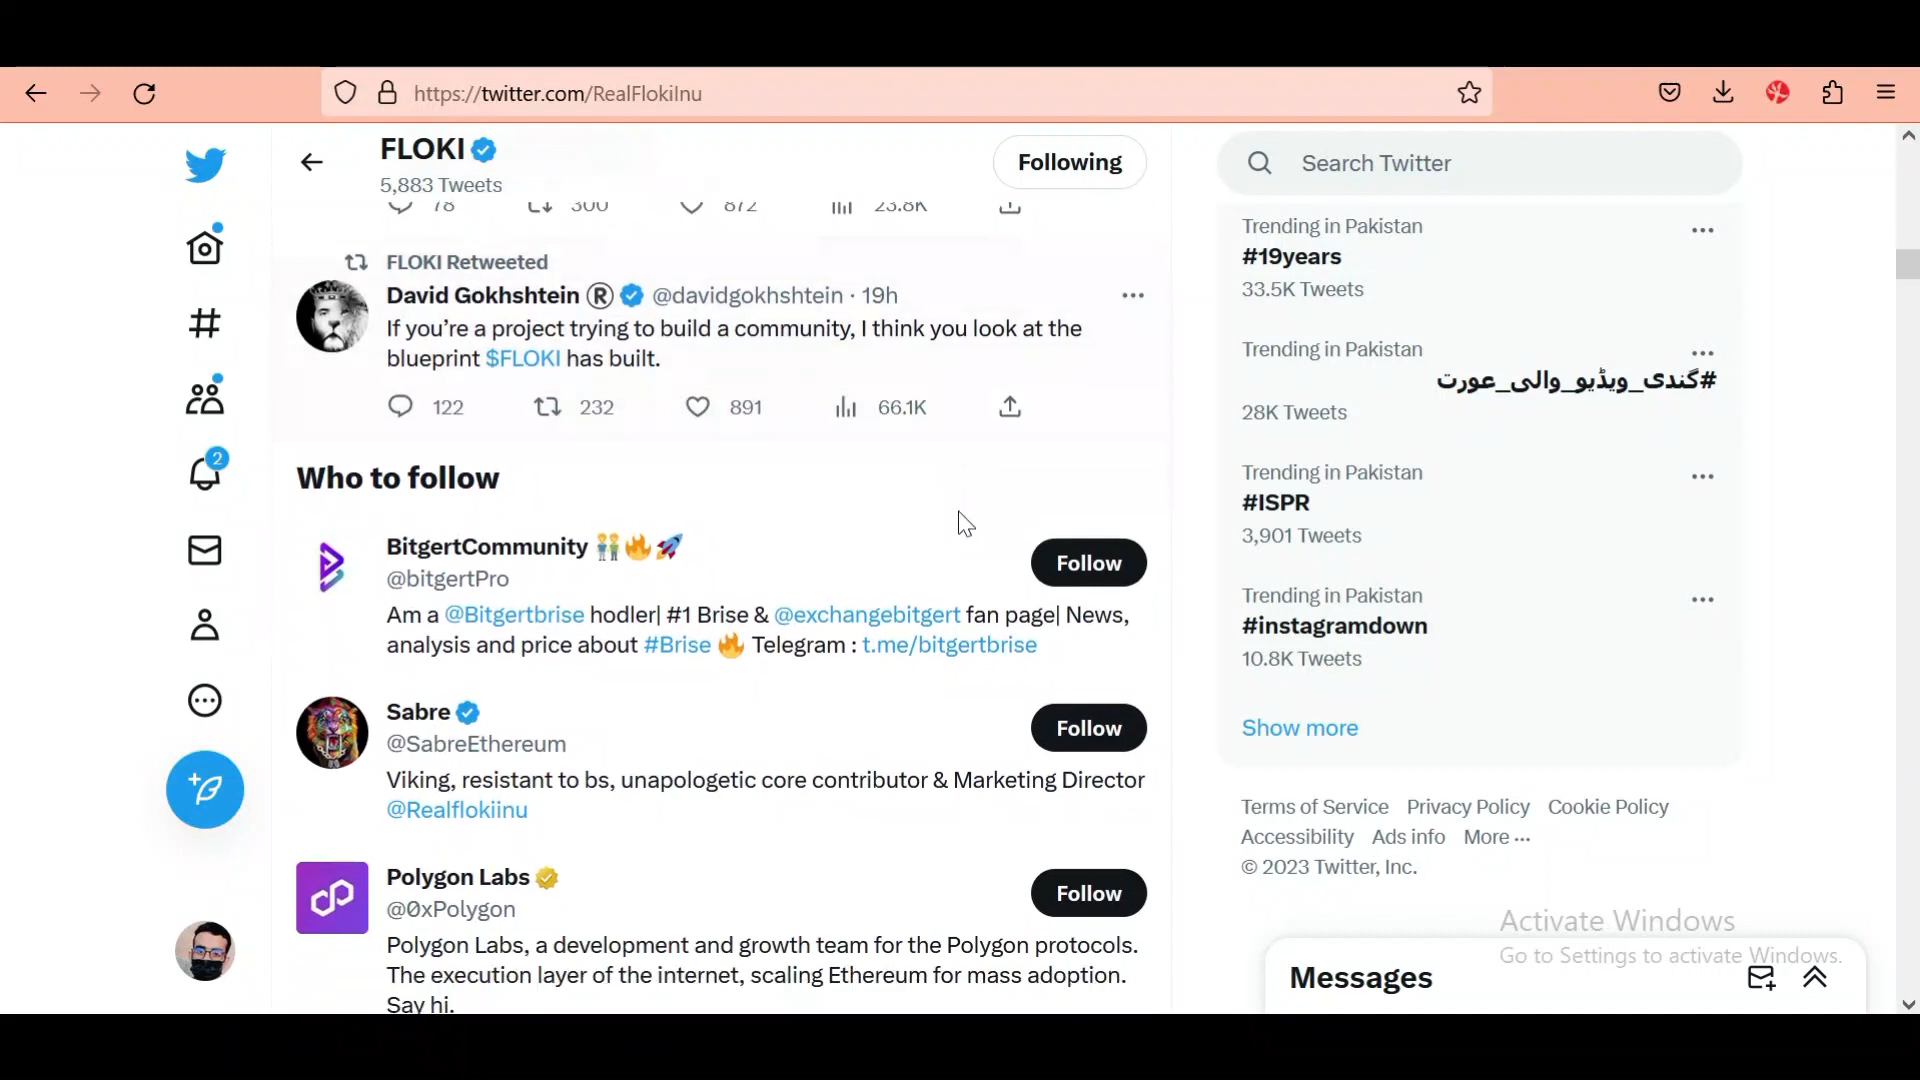 https://twitter.com/RealFlokiInu
FLOKI
5,883 Tweets
Following
78 300 872 23.8K
FLOKI Retweeted
David Gokhshtein ® @davidgokhshtein · 19h
If you’re a project trying to build a community, I think you look at the
blueprint $FLOKI has built.
122 232 891 66.1K
Who to follow
BitgertCommunity
@bitgertPro
Follow
Am a @Bitgertbrise hodler| #1 Brise & @exchangebitgert fan page| News,
analysis and price about #Brise 🔥 Telegram : t.me/bitgertbrise
Sabre
@SabreEthereum
Follow
Viking, resistant to bs, unapologetic core contributor & Marketing Director
@Realflokiinu
Polygon Labs
@0xPolygon
Follow
Polygon Labs, a development and growth team for the Polygon protocols.
The execution layer of the internet, scaling Ethereum for mass adoption.
Say hi.
2
Search Twitter
Trending in Pakistan
#19years
33.5K Tweets
Trending in Pakistan
#گندی_ویڈیو_والی_عورت
28K Tweets
Trending in Pakistan
#ISPR
3,901 Tweets
Trending in Pakistan
#instagramdown
10.8K Tweets
Show more
Terms of Service Privacy Policy Cookie Policy
Accessibility Ads info More ···
© 2023 Twitter, Inc.
Activate Windows
Go to Settings to activate Windows.
Messages